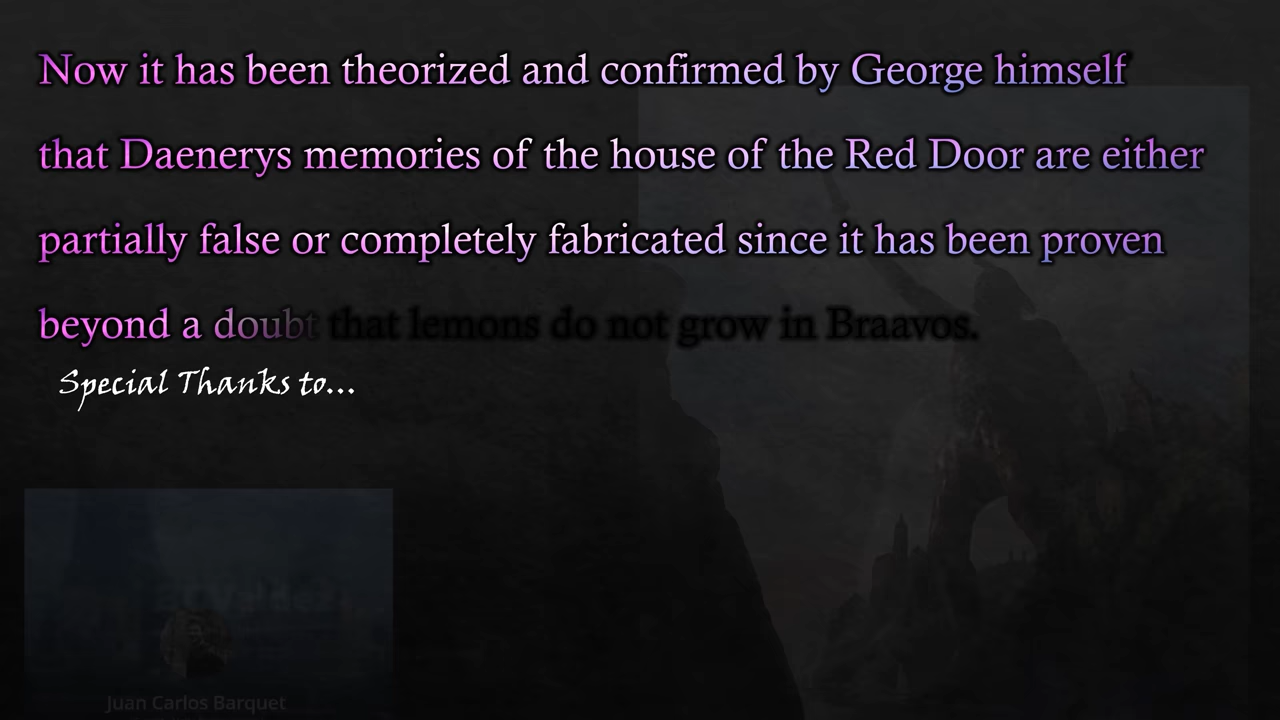 Now it has been theorized and confirmed by George himself
that Daenerys memories of the house of the Red Door are either
partially false or completely fabricated since it has been proven
beyond a doubt that lemons do not grow in Braavos.
Special Thanks to...
Juan Carlos Barquet